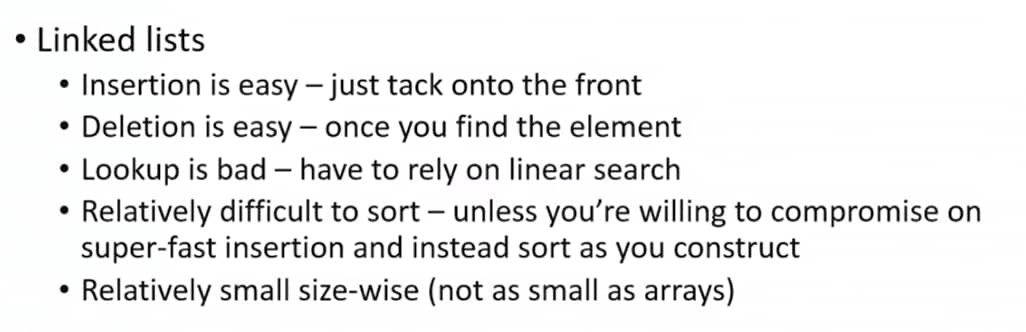 • Linked lists
• Insertion is easy – just tack onto the front
• Deletion is easy – once you find the element
• Lookup is bad – have to rely on linear search
• Relatively difficult to sort – unless you’re willing to compromise on
super-fast insertion and instead sort as you construct
• Relatively small size-wise (not as small as arrays)